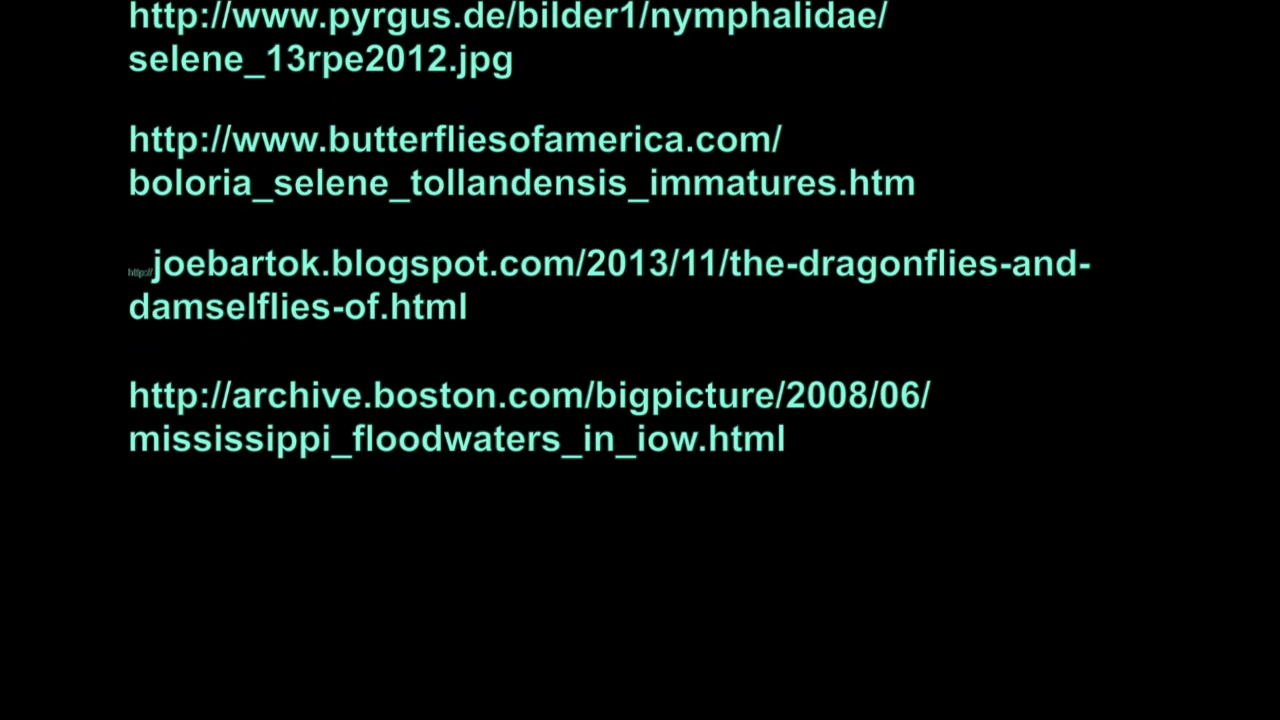 http://www.pyrgus.de/bilder1/nymphalidae/
selene_13rpe2012.jpg
http://www.butterfliesofamerica.com/
boloria_selene_tollandensis_immatures.htm
http://joebartok.blogspot.com/2013/11/the-dragonflies-and-
damselflies-of.html
http://archive.boston.com/bigpicture/2008/06/
mississippi_floodwaters_in_iow.html